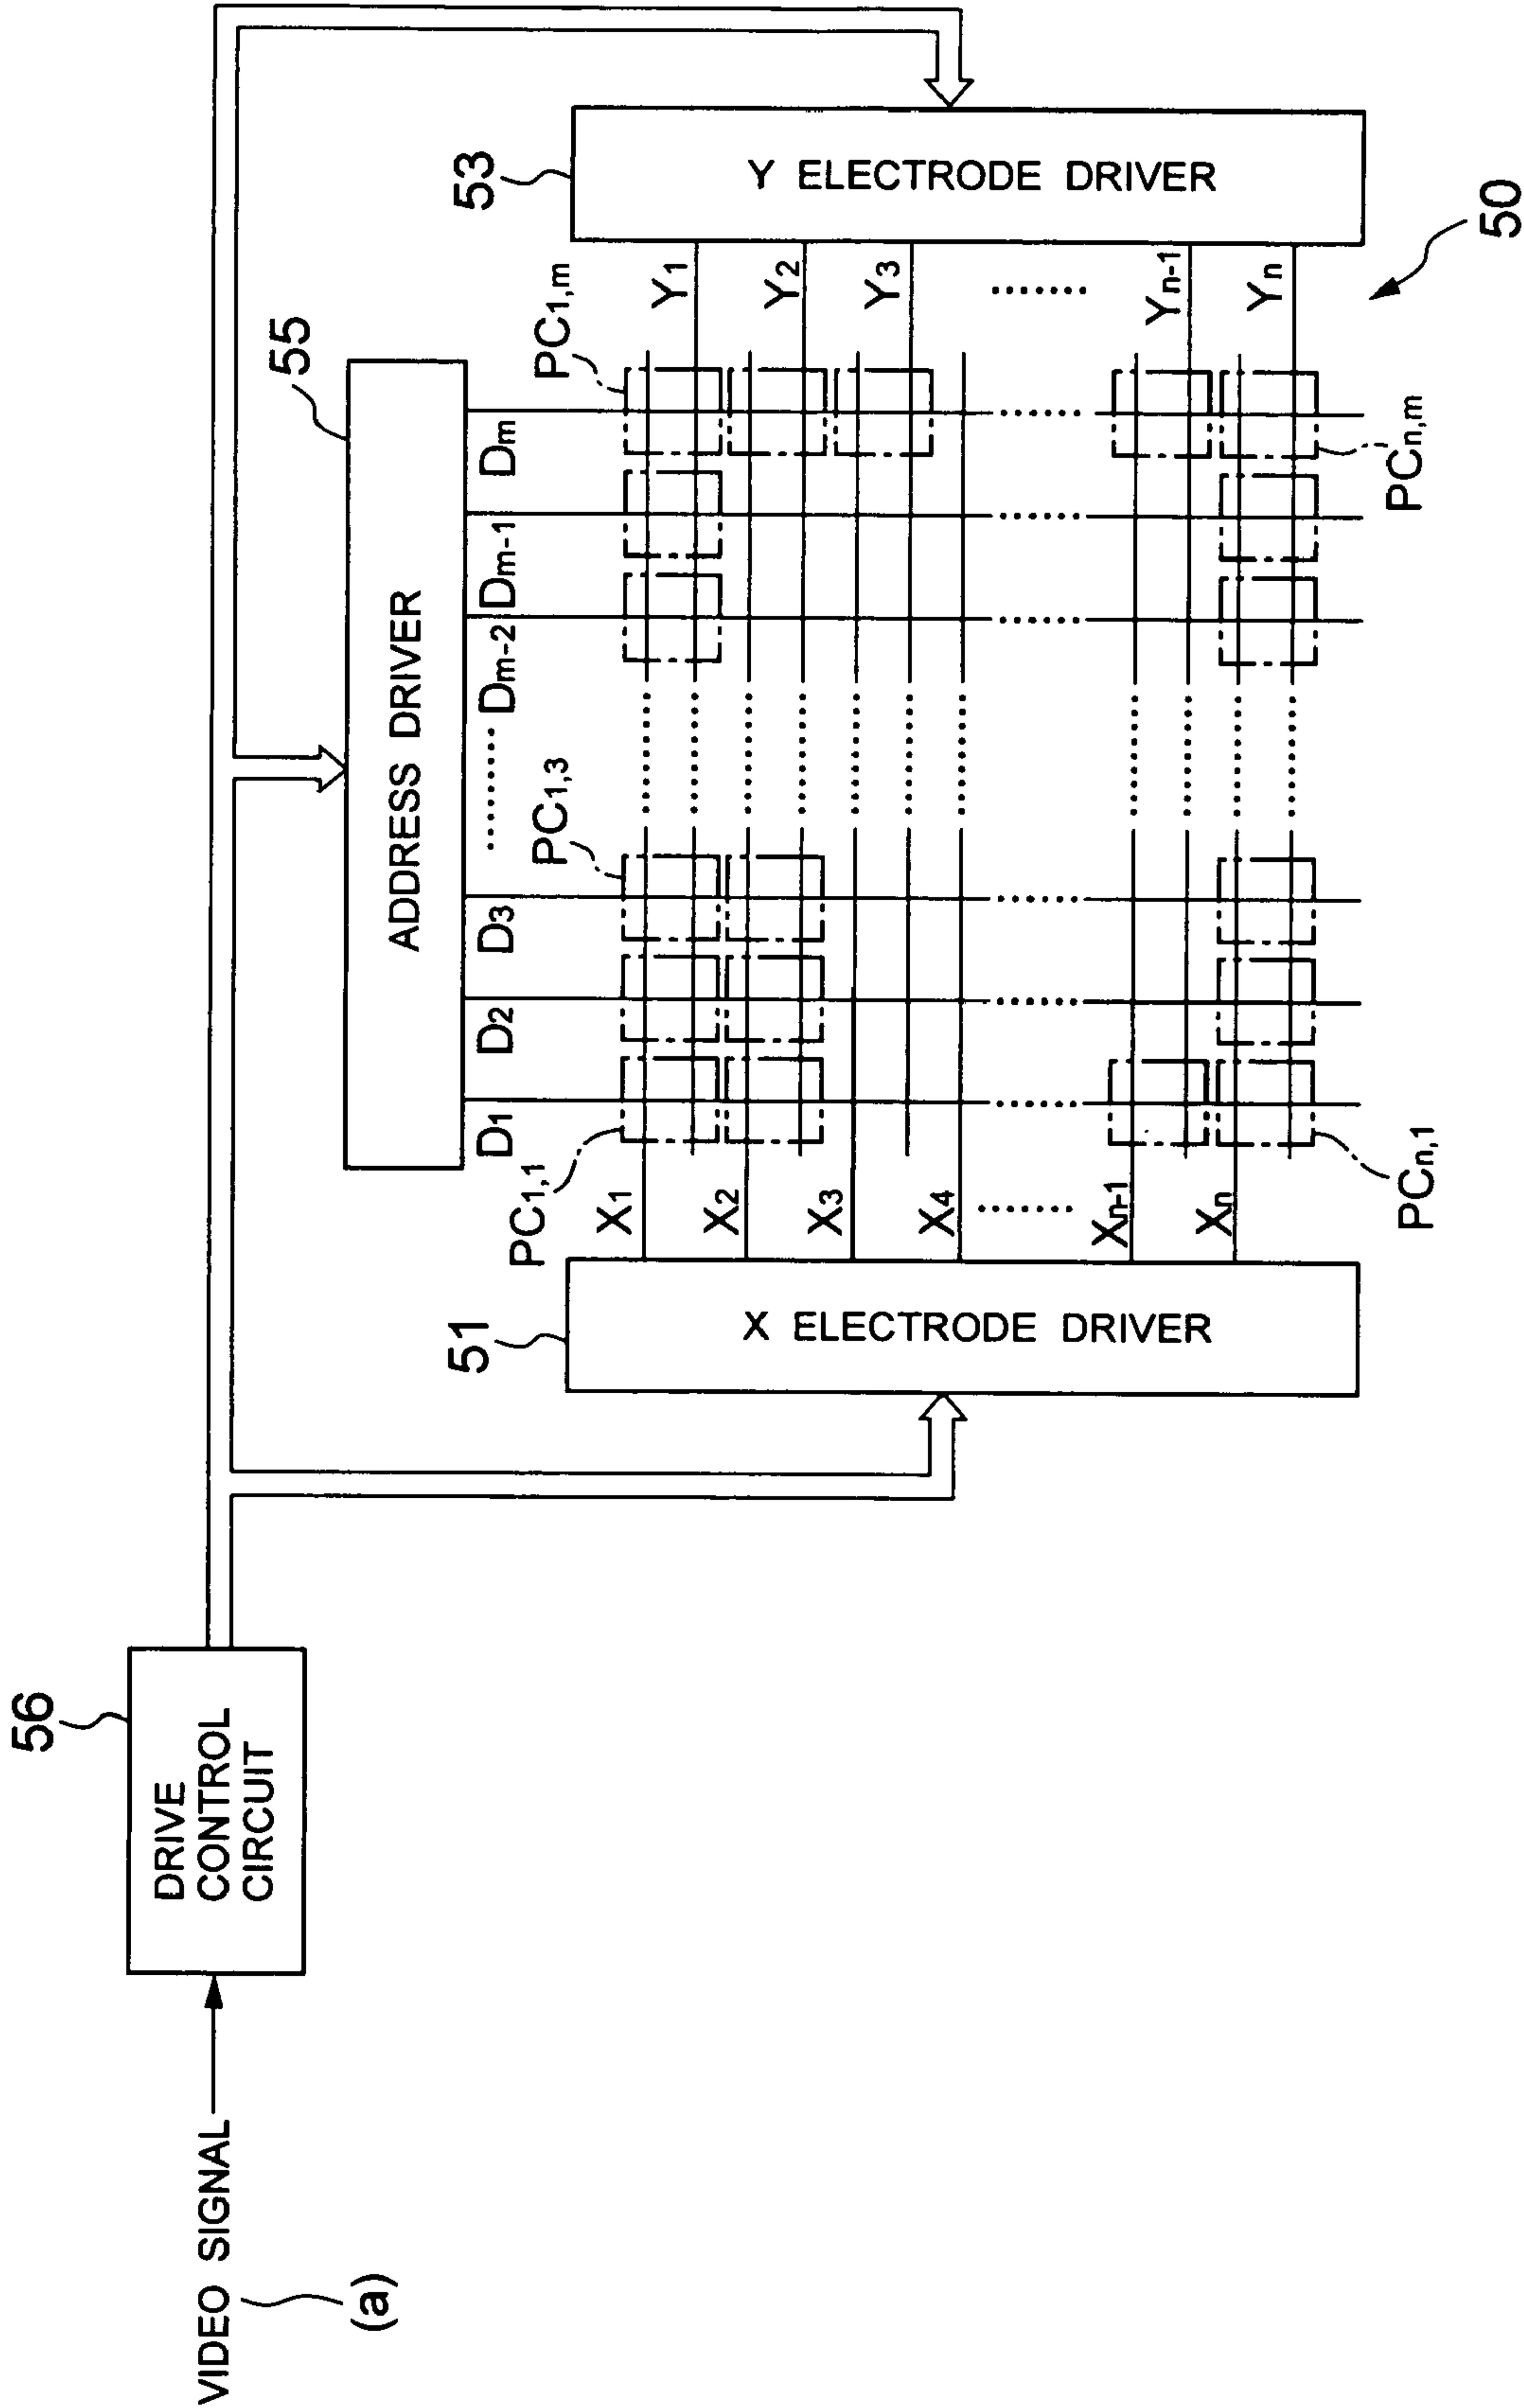 56
DRIVE
CONTROL
CIRCUIT
VIDEO SIGNAL
(a)
55
ADDRESS DRIVER
D1
D2
D3
........
Dm-2
Dm-1
Dm
PC1,1
PC1,3
PC1,m
51
X ELECTRODE DRIVER
X1
X2
X3
X4
.......
Xn-1
Xn
53
Y ELECTRODE DRIVER
Y1
Y2
Y3
.......
Yn-1
Yn
PCn,1
PCn,m
50